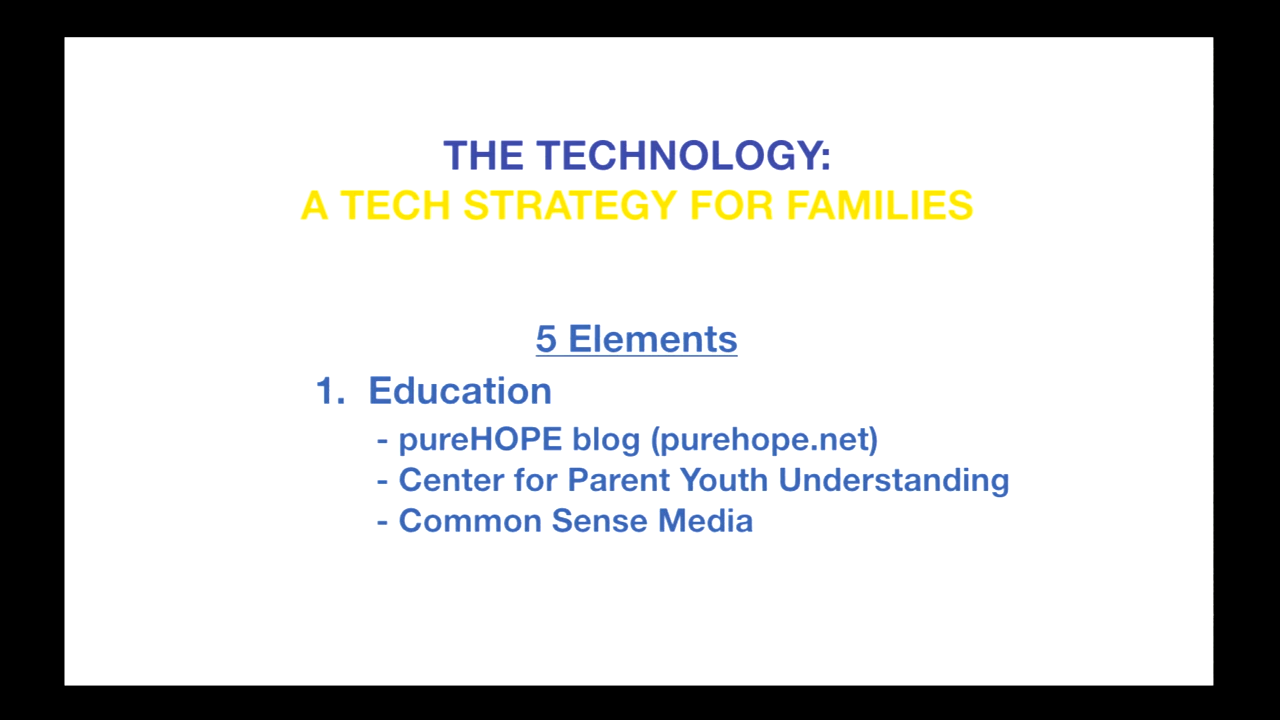 THE TECHNOLOGY:
A TECH STRATEGY FOR FAMILIES
5 Elements
1. Education
- pureHOPE blog (purehope.net)
- Center for Parent Youth Understanding
- Common Sense Media